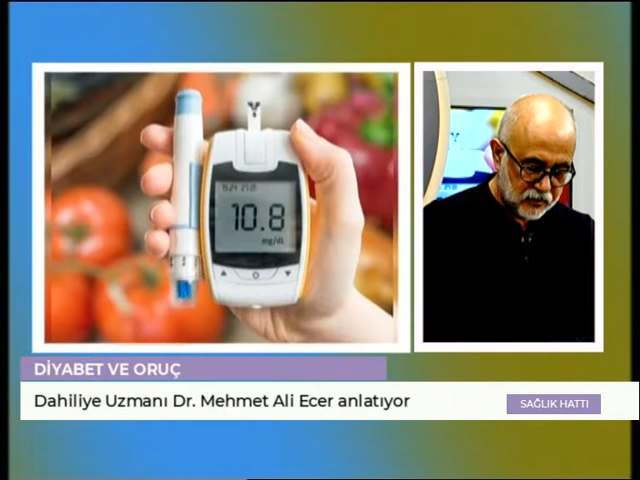 10.8
mg/dL
DİYABET VE ORUÇ
Dahiliye Uzmanı Dr. Mehmet Ali Ecer anlatıyor
SAĞLIK HATTI